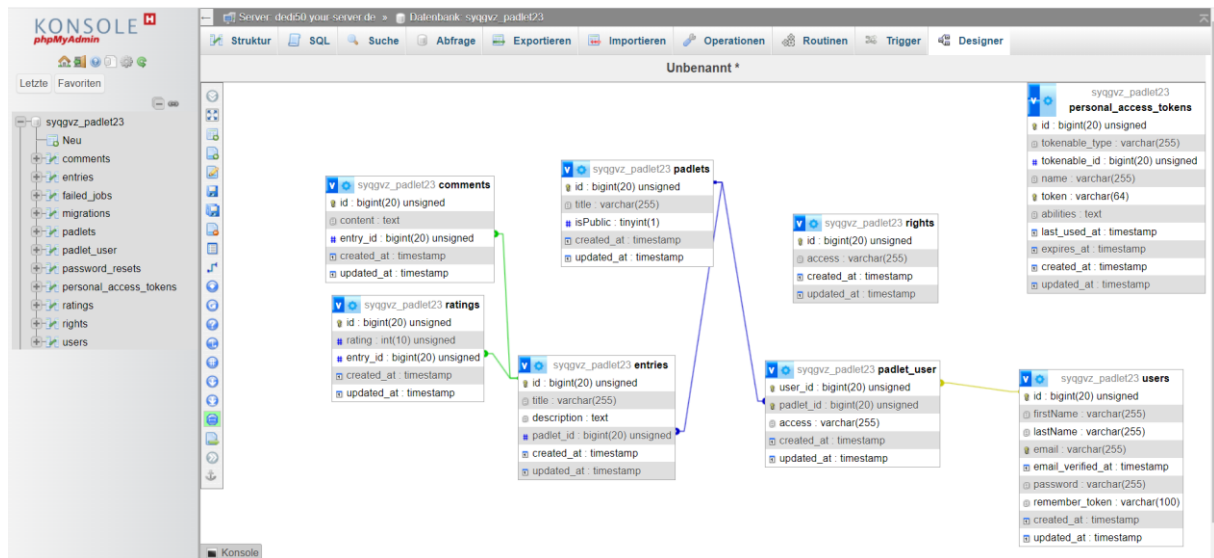 KONSOLE H
phpMyAdmin
Letzte Favoriten
syqgvz_padlet23
Neu
comments
entries
failed_jobs
migrations
padlets
padlet_user
password_resets
personal_access_tokens
ratings
rights
users
Server: dedi50.your-server.de » Datenbank: syqgvz_padlet23
Struktur SQL Suche Abfrage Exportieren Importieren Operationen Routinen Trigger Designer
Unbenannt *
syqgvz_padlet23 comments
id : bigint(20) unsigned
content : text
entry_id : bigint(20) unsigned
created_at : timestamp
updated_at : timestamp
syqgvz_padlet23 ratings
id : bigint(20) unsigned
rating : int(10) unsigned
entry_id : bigint(20) unsigned
created_at : timestamp
updated_at : timestamp
syqgvz_padlet23 padlets
id : bigint(20) unsigned
title : varchar(255)
isPublic : tinyint(1)
created_at : timestamp
updated_at : timestamp
syqgvz_padlet23 entries
id : bigint(20) unsigned
title : varchar(255)
description : text
padlet_id : bigint(20) unsigned
created_at : timestamp
updated_at : timestamp
syqgvz_padlet23 rights
id : bigint(20) unsigned
access : varchar(255)
created_at : timestamp
updated_at : timestamp
syqgvz_padlet23 padlet_user
user_id : bigint(20) unsigned
padlet_id : bigint(20) unsigned
access : varchar(255)
created_at : timestamp
updated_at : timestamp
syqgvz_padlet23
personal_access_tokens
id : bigint(20) unsigned
tokenable_type : varchar(255)
tokenable_id : bigint(20) unsigned
name : varchar(255)
token : varchar(64)
abilities : text
last_used_at : timestamp
expires_at : timestamp
created_at : timestamp
updated_at : timestamp
syqgvz_padlet23 users
id : bigint(20) unsigned
firstName : varchar(255)
lastName : varchar(255)
email : varchar(255)
email_verified_at : timestamp
password : varchar(255)
remember_token : varchar(100)
created_at : timestamp
updated_at : timestamp
Konsole